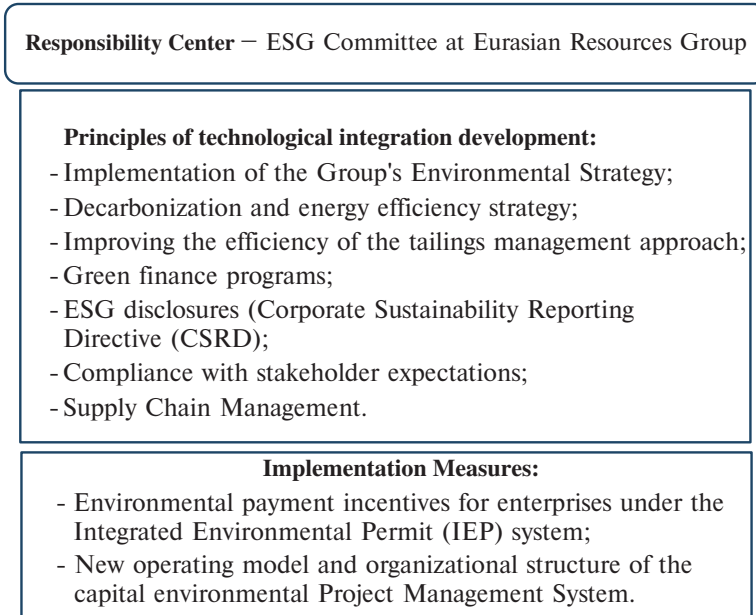 Responsibility Center – ESG Committee at Eurasian Resources Group
Principles of technological integration development:
- Implementation of the Group's Environmental Strategy;
- Decarbonization and energy efficiency strategy;
- Improving the efficiency of the tailings management approach;
- Green finance programs;
- ESG disclosures (Corporate Sustainability Reporting
Directive (CSRD);
- Compliance with stakeholder expectations;
- Supply Chain Management.
Implementation Measures:
- Environmental payment incentives for enterprises under the
Integrated Environmental Permit (IEP) system;
- New operating model and organizational structure of the
capital environmental Project Management System.